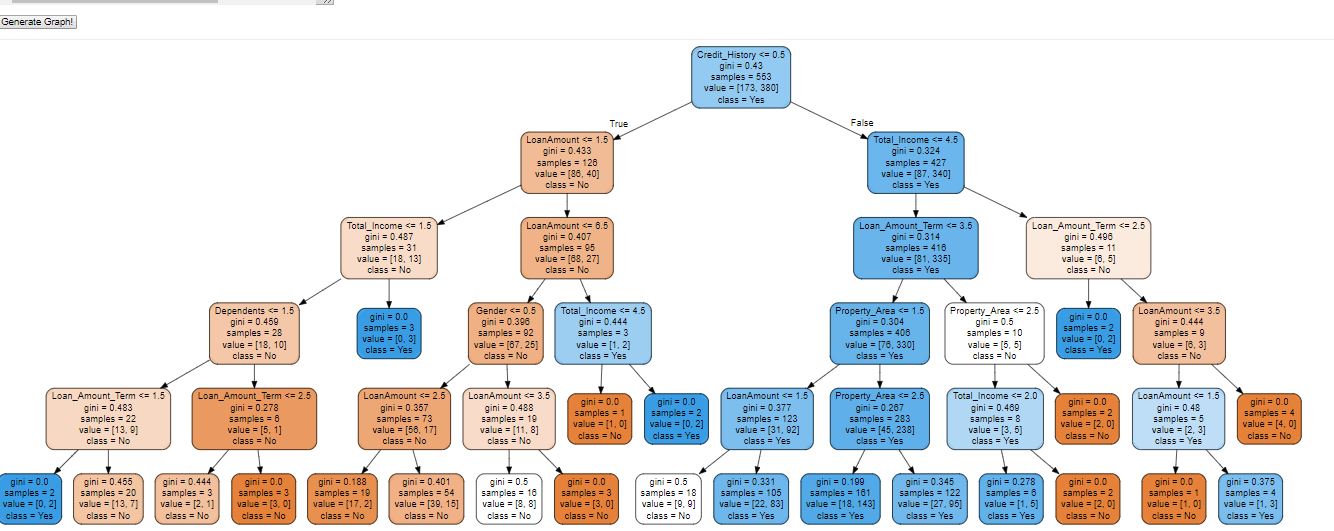 Generate Graph!
Credit_History <= 0.5
gini = 0.43
samples = 553
value = [173, 380]
class = Yes
True
False
LoanAmount <= 1.5
gini = 0.433
samples = 126
value = [86, 40]
class = No
Total_Income <= 4.5
gini = 0.324
samples = 427
value = [87, 340]
class = Yes
Total_Income <= 1.5
gini = 0.487
samples = 31
value = [18, 13]
class = No
LoanAmount <= 6.5
gini = 0.407
samples = 95
value = [68, 27]
class = No
Loan_Amount_Term <= 3.5
gini = 0.314
samples = 416
value = [81, 335]
class = Yes
Loan_Amount_Term <= 2.5
gini = 0.496
samples = 11
value = [6, 5]
class = No
Dependents <= 1.5
gini = 0.459
samples = 28
value = [18, 10]
class = No
gini = 0.0
samples = 3
value = [0, 3]
class = Yes
Gender <= 0.5
gini = 0.396
samples = 92
value = [67, 25]
class = No
Total_Income <= 4.5
gini = 0.444
samples = 3
value = [1, 2]
class = Yes
Property_Area <= 1.5
gini = 0.304
samples = 406
value = [76, 330]
class = Yes
Property_Area <= 2.5
gini = 0.5
samples = 10
value = [5, 5]
class = No
gini = 0.0
samples = 2
value = [0, 2]
class = Yes
LoanAmount <= 3.5
gini = 0.444
samples = 9
value = [6, 3]
class = No
Loan_Amount_Term <= 1.5
gini = 0.483
samples = 22
value = [13, 9]
class = No
Loan_Amount_Term <= 2.5
gini = 0.278
samples = 6
value = [5, 1]
class = No
LoanAmount <= 2.5
gini = 0.357
samples = 73
value = [56, 17]
class = No
LoanAmount <= 3.5
gini = 0.488
samples = 19
value = [11, 8]
class = No
gini = 0.0
samples = 1
value = [1, 0]
class = No
gini = 0.0
samples = 2
value = [0, 2]
class = Yes
LoanAmount <= 1.5
gini = 0.377
samples = 123
value = [31, 92]
class = Yes
Property_Area <= 2.5
gini = 0.267
samples = 283
value = [45, 238]
class = Yes
Total_Income <= 2.0
gini = 0.469
samples = 8
value = [3, 5]
class = Yes
gini = 0.0
samples = 2
value = [2, 0]
class = No
LoanAmount <= 1.5
gini = 0.48
samples = 5
value = [2, 3]
class = Yes
gini = 0.0
samples = 4
value = [4, 0]
class = No
gini = 0.0
samples = 2
value = [0, 2]
class = Yes
gini = 0.455
samples = 20
value = [13, 7]
class = No
gini = 0.444
samples = 3
value = [2, 1]
class = No
gini = 0.0
samples = 3
value = [3, 0]
class = No
gini = 0.188
samples = 19
value = [17, 2]
class = No
gini = 0.401
samples = 54
value = [39, 15]
class = No
gini = 0.5
samples = 16
value = [8, 8]
class = No
gini = 0.0
samples = 3
value = [3, 0]
class = No
gini = 0.5
samples = 18
value = [9, 9]
class = No
gini = 0.331
samples = 105
value = [22, 83]
class = Yes
gini = 0.199
samples = 161
value = [18, 143]
class = Yes
gini = 0.345
samples = 122
value = [27, 95]
class = Yes
gini = 0.278
samples = 6
value = [1, 5]
class = Yes
gini = 0.0
samples = 2
value = [2, 0]
class = No
gini = 0.0
samples = 1
value = [1, 0]
class = No
gini = 0.375
samples = 4
value = [1, 3]
class = Yes